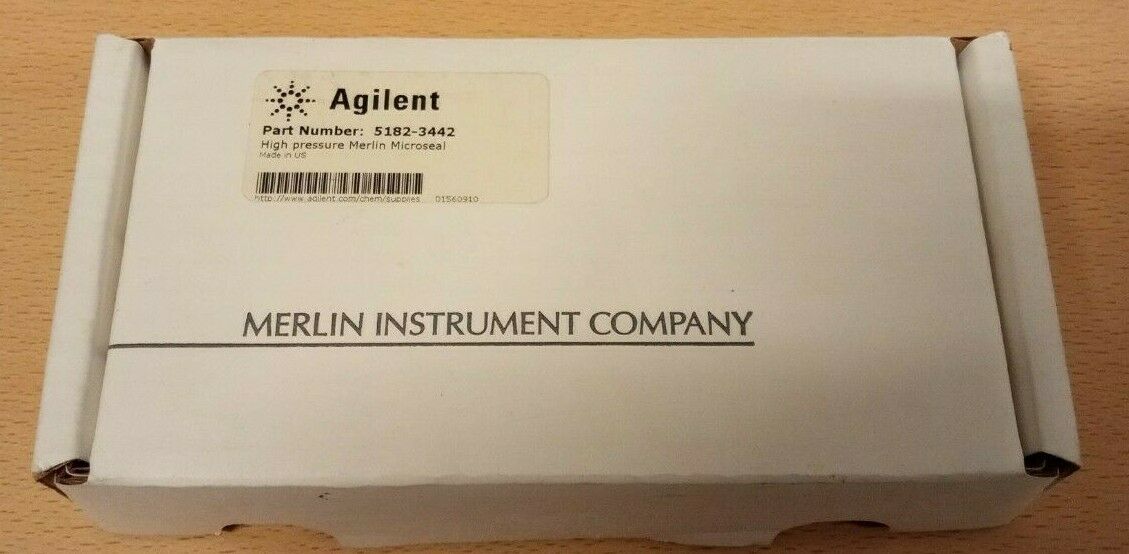 Agilent
Part Number: 5182-3442
High pressure Merlin Microseal
Made in US
http://www.agilent.com/chem/supplies 01560910
MERLIN INSTRUMENT COMPANY